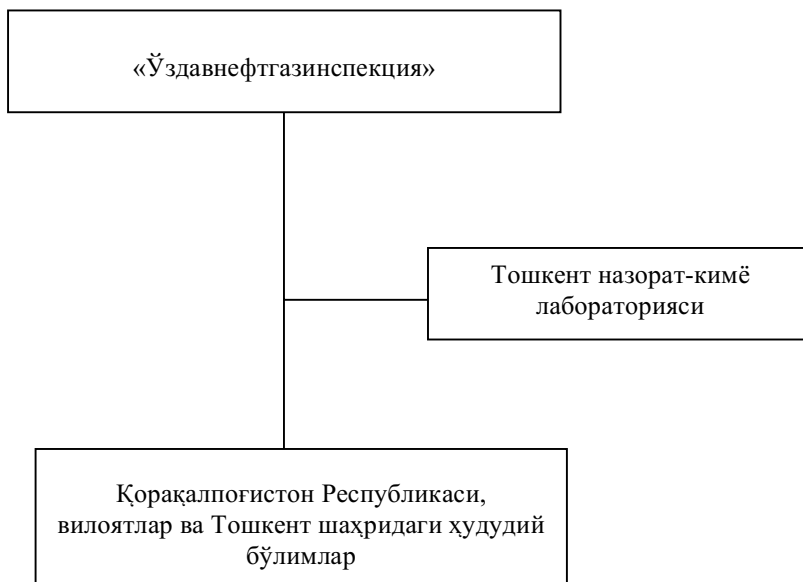 «Ўздавнефтгазинспекция»
Тошкент назорат-кимё
лабораторияси
Қорақалпоғистон Республикаси,
вилоятлар ва Тошкент шаҳридаги ҳудудий
бўлимлар